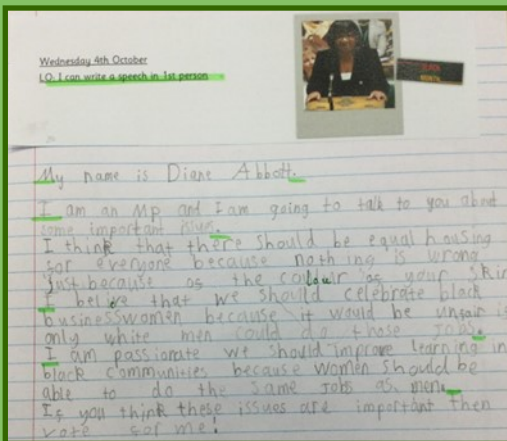 Wednesday 4th October
LO: I can write a speech in 1st person
BLACK
MONTH
My name is Diane Abbott.
I am an Mp and I am going to talk to you about
some important isiues.
I think that there should be equal housing
for everyone because nothing is wrong
just because of the colour of your skin
I believe that we should celebrate black
businesswomen because it would be unfair if
only white men could do those jobs.
I am passionate we should improve learning in
black communities because women should be
able to do the same jobs as men.
If you think these issues are important then
vote for me!